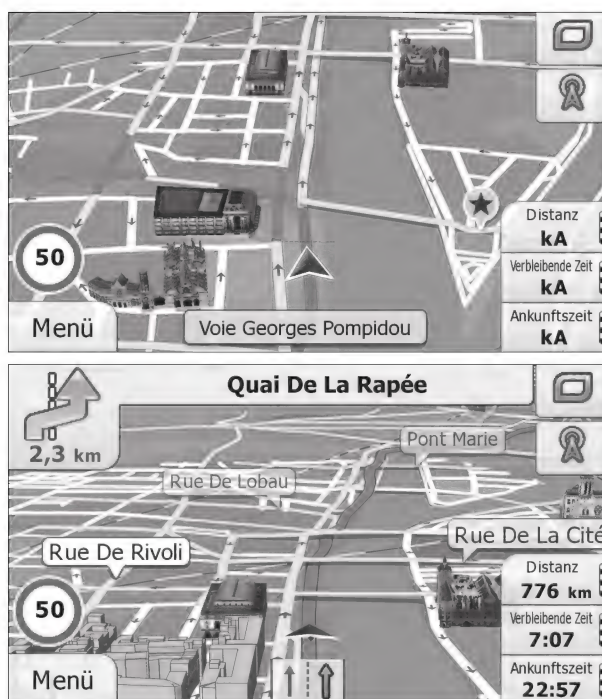 Distanz
kA
50
Verbleibende Zeit
kA
Menü
Voie Georges Pompidou
Ankunftszeit
kA
Quai De La Rapée
2,3 km
Pont Marie
Rue De Lobau
Rue De Rivoli
Rue De La Cité
Distanz
776 km
50
Verbleibende Zeit
7:07
Menü
Ankunftszeit
22:57